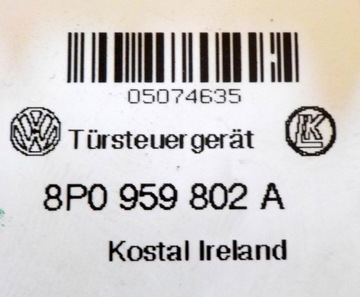 05074635
Türsteuergerät
8P0 959 802 A
Kostal Ireland